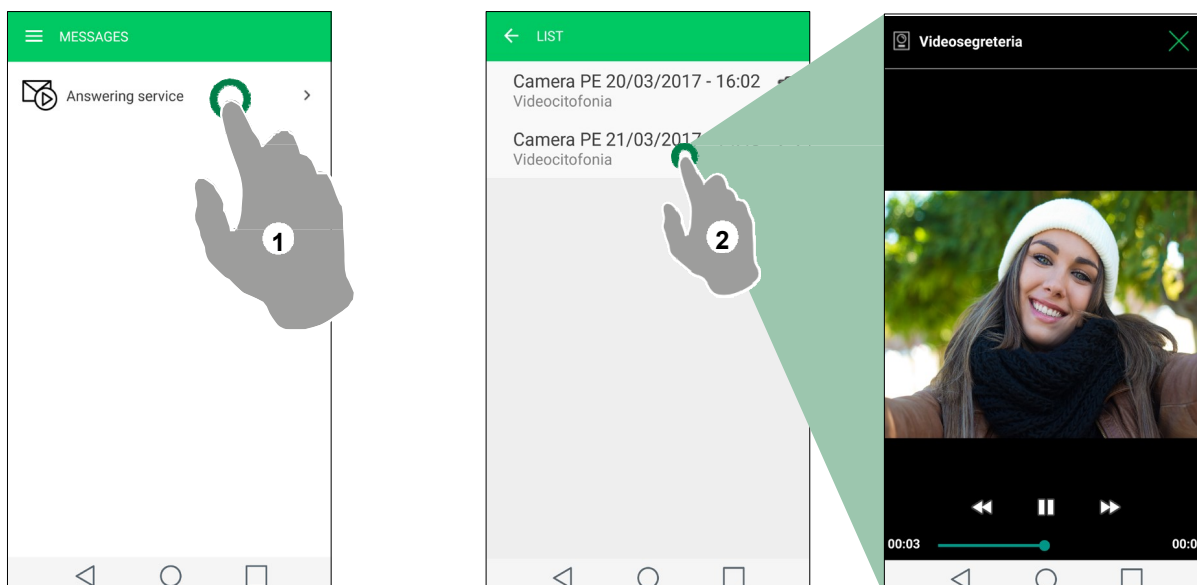 MESSAGES
Answering service
1
LIST
Camera PE 20/03/2017 - 16:02
Videocitofonia
Camera PE 21/03/2017
Videocitofonia
2
Videosegreteria
00:03